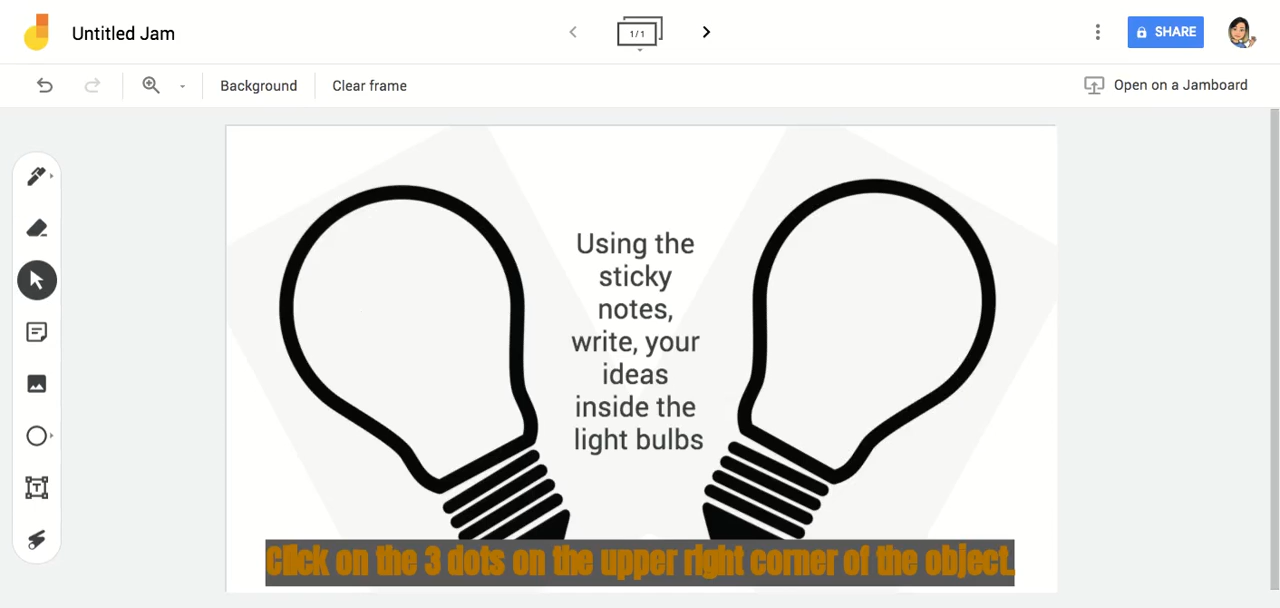 Untitled Jam
1/1
SHARE
Background
Clear frame
Open on a Jamboard
Using the
sticky
notes,
write, your
ideas
inside the
light bulbs
T
Click on the 3 dots on the upper right corner of the object.